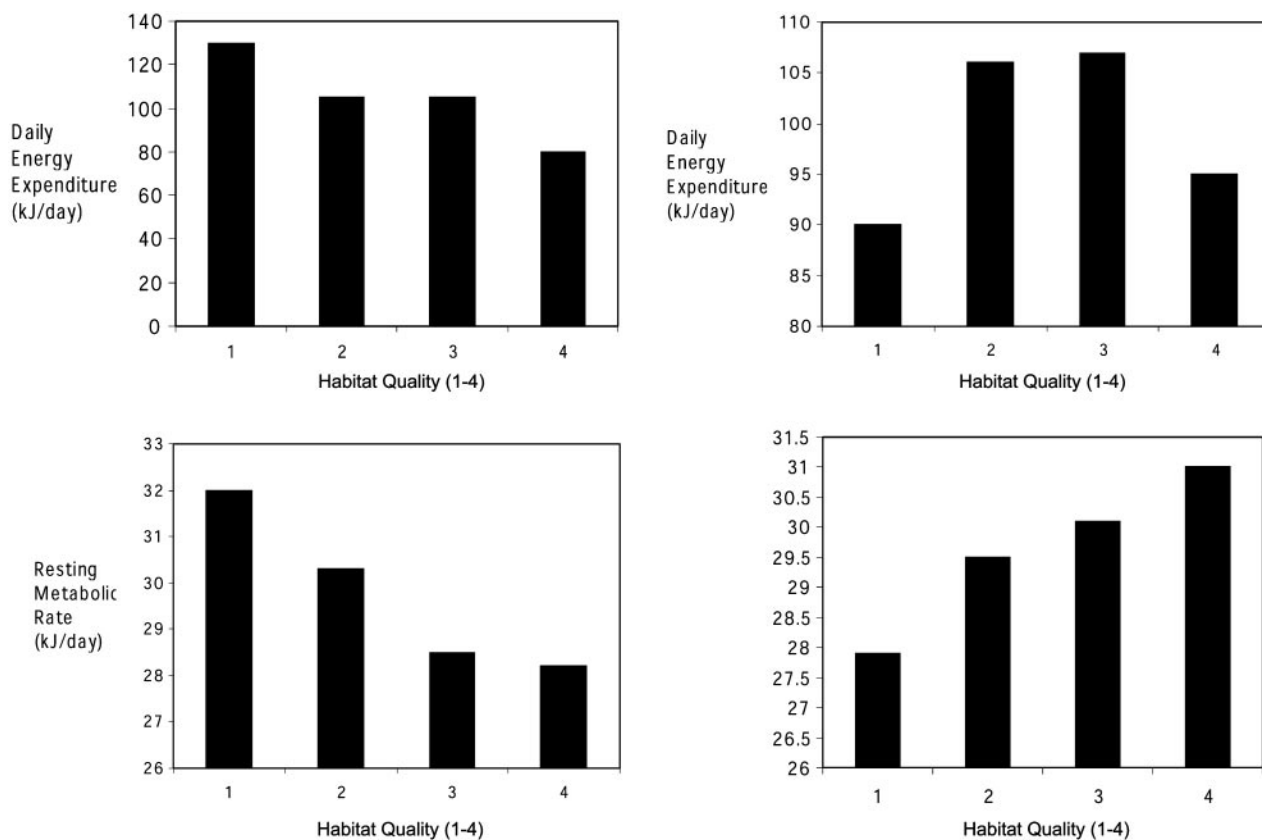 140
120
100
80
60
40
20
0
Daily
Energy
Expenditure
(kJ/day)
1 2 3 4
Habitat Quality (1-4)
110
105
100
95
90
85
80
Daily
Energy
Expenditure
(kJ/day)
1 2 3 4
Habitat Quality (1-4)
33
32
31
30
29
28
27
26
Resting
Metabolic
Rate
(kJ/day)
1 2 3 4
Habitat Quality (1-4)
31.5
31
30.5
30
29.5
29
28.5
28
27.5
27
26.5
26
1 2 3 4
Habitat Quality (1-4)